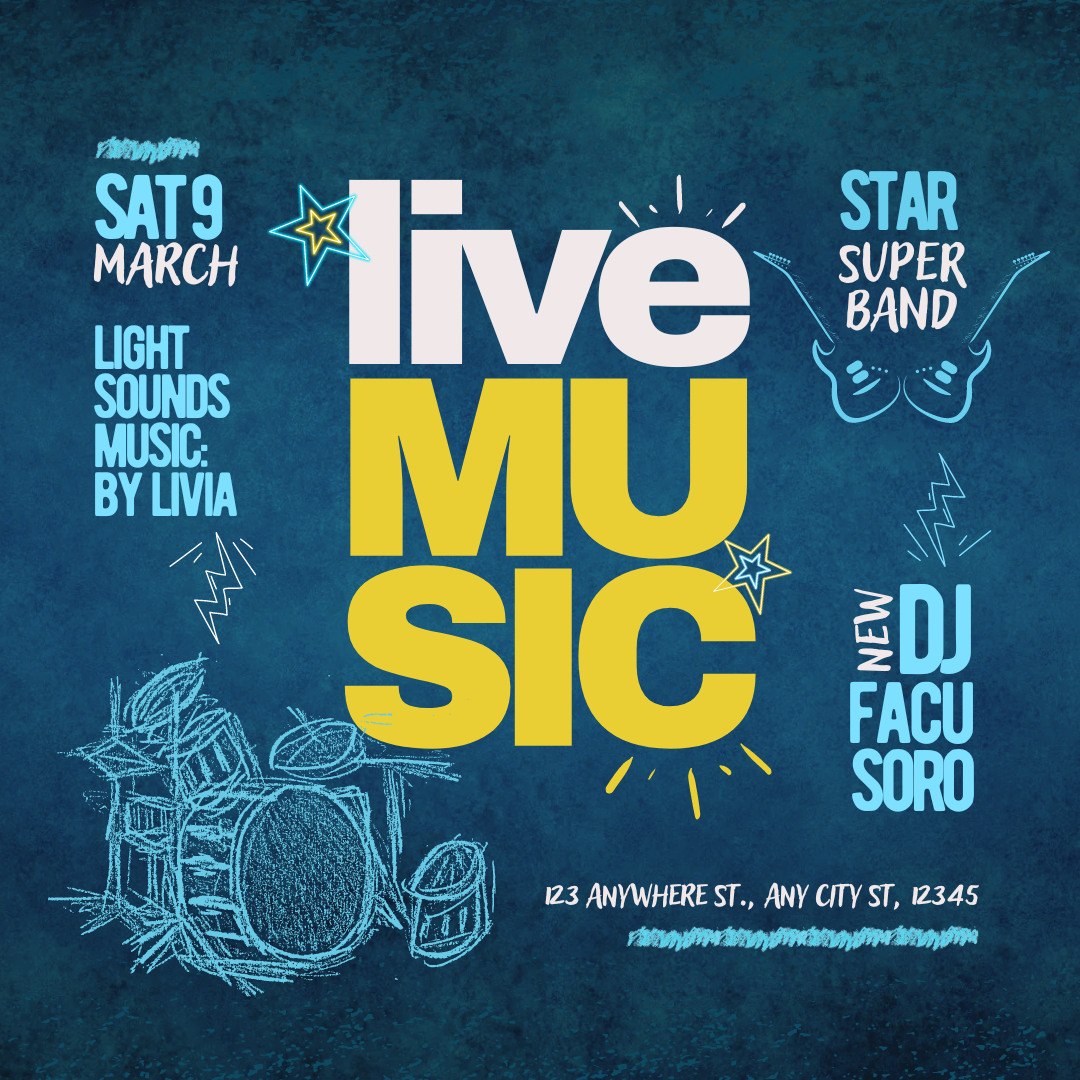 SAT 9
MARCH
LIGHT
SOUNDS
MUSIC:
BY LIVIA
live
MU
SIC
STAR
SUPER
BAND
NEW DJ
FACU
SORO
123 ANYWHERE ST., ANY CITY ST, 12345